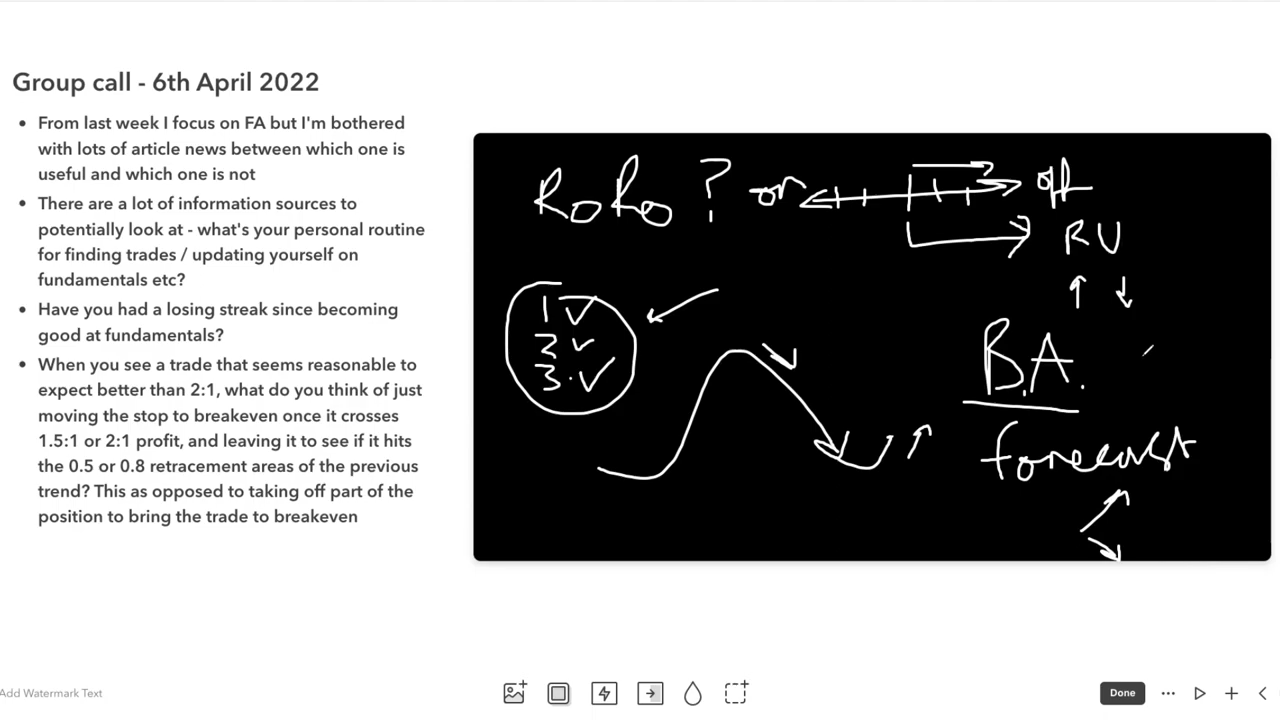 Group call - 6th April 2022
• From last week I focus on FA but I'm bothered
with lots of article news between which one is
useful and which one is not
• There are a lot of information sources to
potentially look at - what's your personal routine
for finding trades / updating yourself on
fundamentals etc?
• Have you had a losing streak since becoming
good at fundamentals?
• When you see a trade that seems reasonable to
expect better than 2:1, what do you think of just
moving the stop to breakeven once it crosses
1.5:1 or 2:1 profit, and leaving it to see if it hits
the 0.5 or 0.8 retracement areas of the previous
trend? This as opposed to taking off part of the
position to bring the trade to breakeven
RoRo ? on off
RV
1 ✓
2 ✓
3. ✓
B.A.
forecast
Add Watermark Text
Done